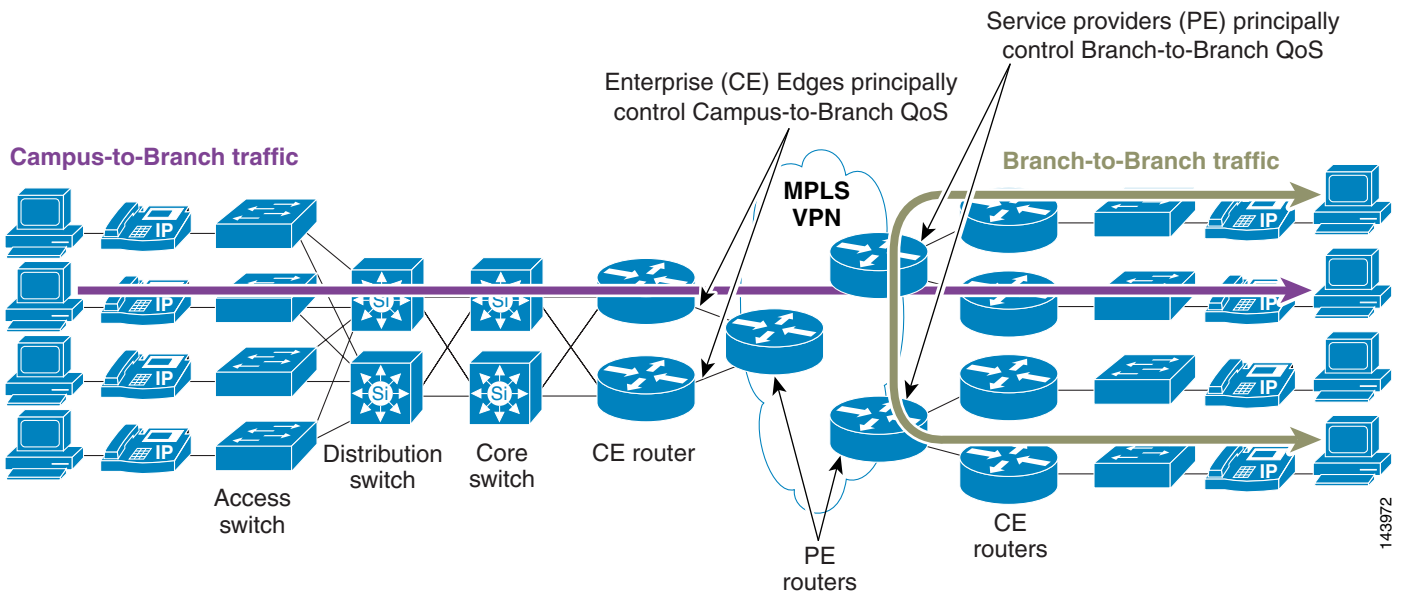 Service providers (PE) principally
control Branch-to-Branch QoS
Enterprise (CE) Edges principally
control Campus-to-Branch QoS
Campus-to-Branch traffic
MPLS
VPN
Branch-to-Branch traffic
IP
IP
IP
IP
IP
IP
IP
IP
Si
Si
Si
Si
Access
switch
Distribution
switch
Core
switch
CE router
PE
routers
CE
routers
143972